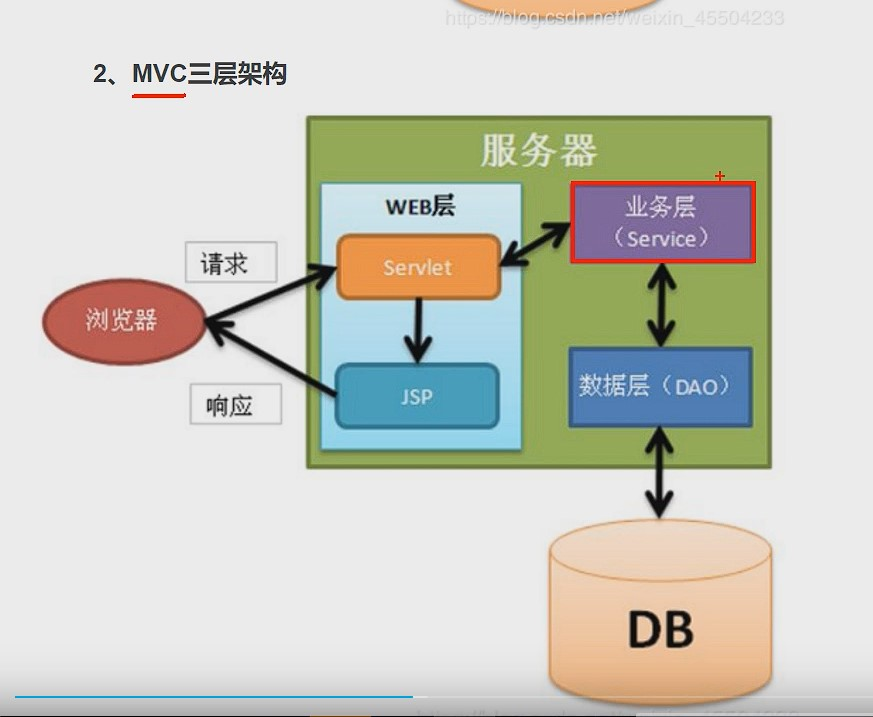 https://blog.csdn.net/weixin_45504233
2、MVC三层架构
服务器
WEB层
业务层
（Service）
请求
Servlet
浏览器
数据层（DAO）
JSP
响应
DB